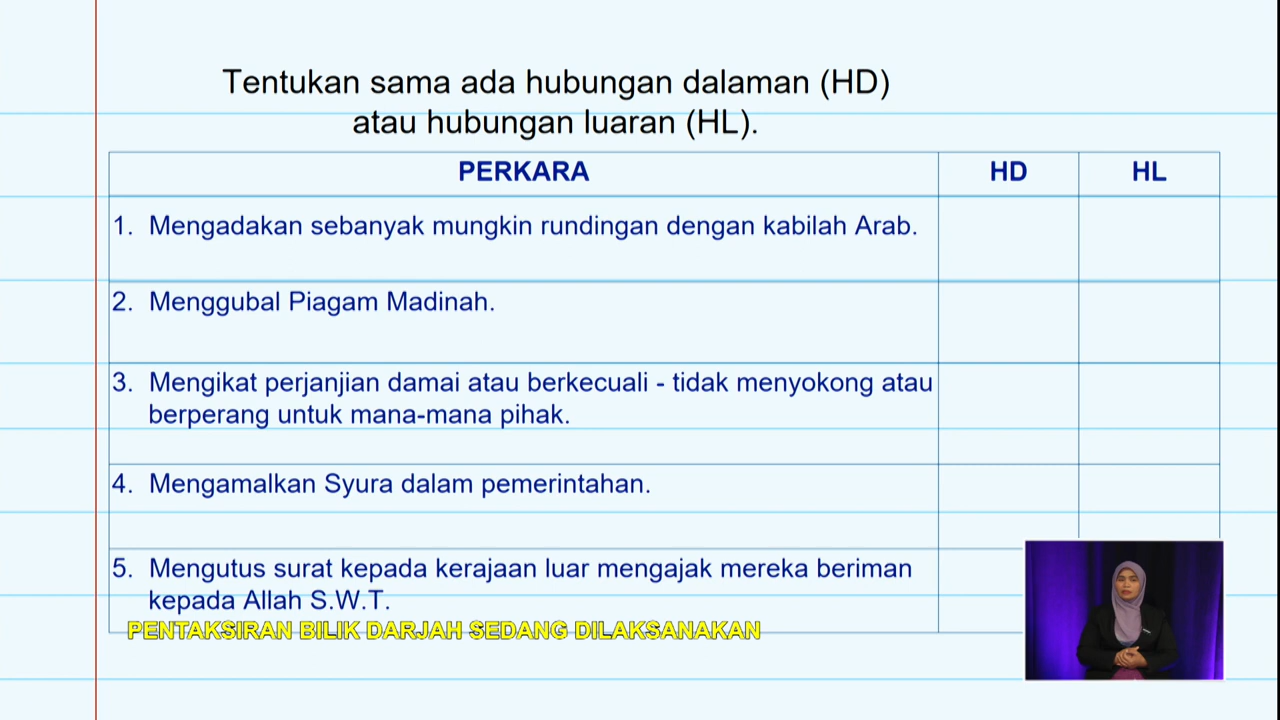 Tentukan sama ada hubungan dalaman (HD)
atau hubungan luaran (HL).
PERKARA HD HL
1. Mengadakan sebanyak mungkin rundingan dengan kabilah Arab.
2. Menggubal Piagam Madinah.
3. Mengikat perjanjian damai atau berkecuali - tidak menyokong atau
berperang untuk mana-mana pihak.
4. Mengamalkan Syura dalam pemerintahan.
5. Mengutus surat kepada kerajaan luar mengajak mereka beriman
kepada Allah S.W.T.
PENTAKSIRAN BILIK DARJAH SEDANG DILAKSANAKAN